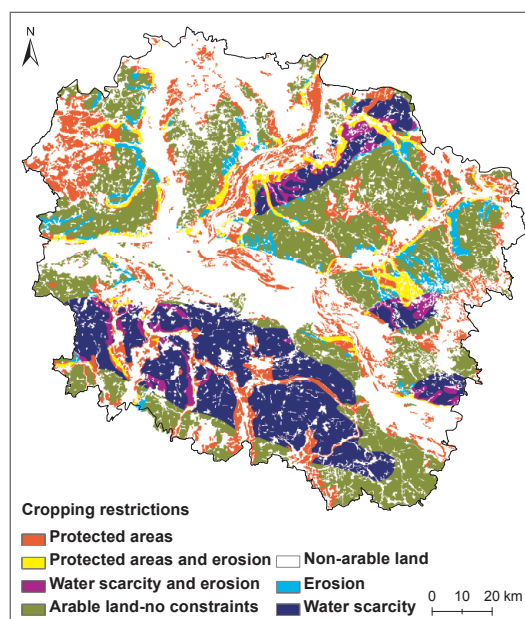 N
Cropping restrictions
Protected areas
Protected areas and erosion
Non-arable land
Water scarcity and erosion
Erosion
Arable land-no constraints
Water scarcity
0 10 20 km